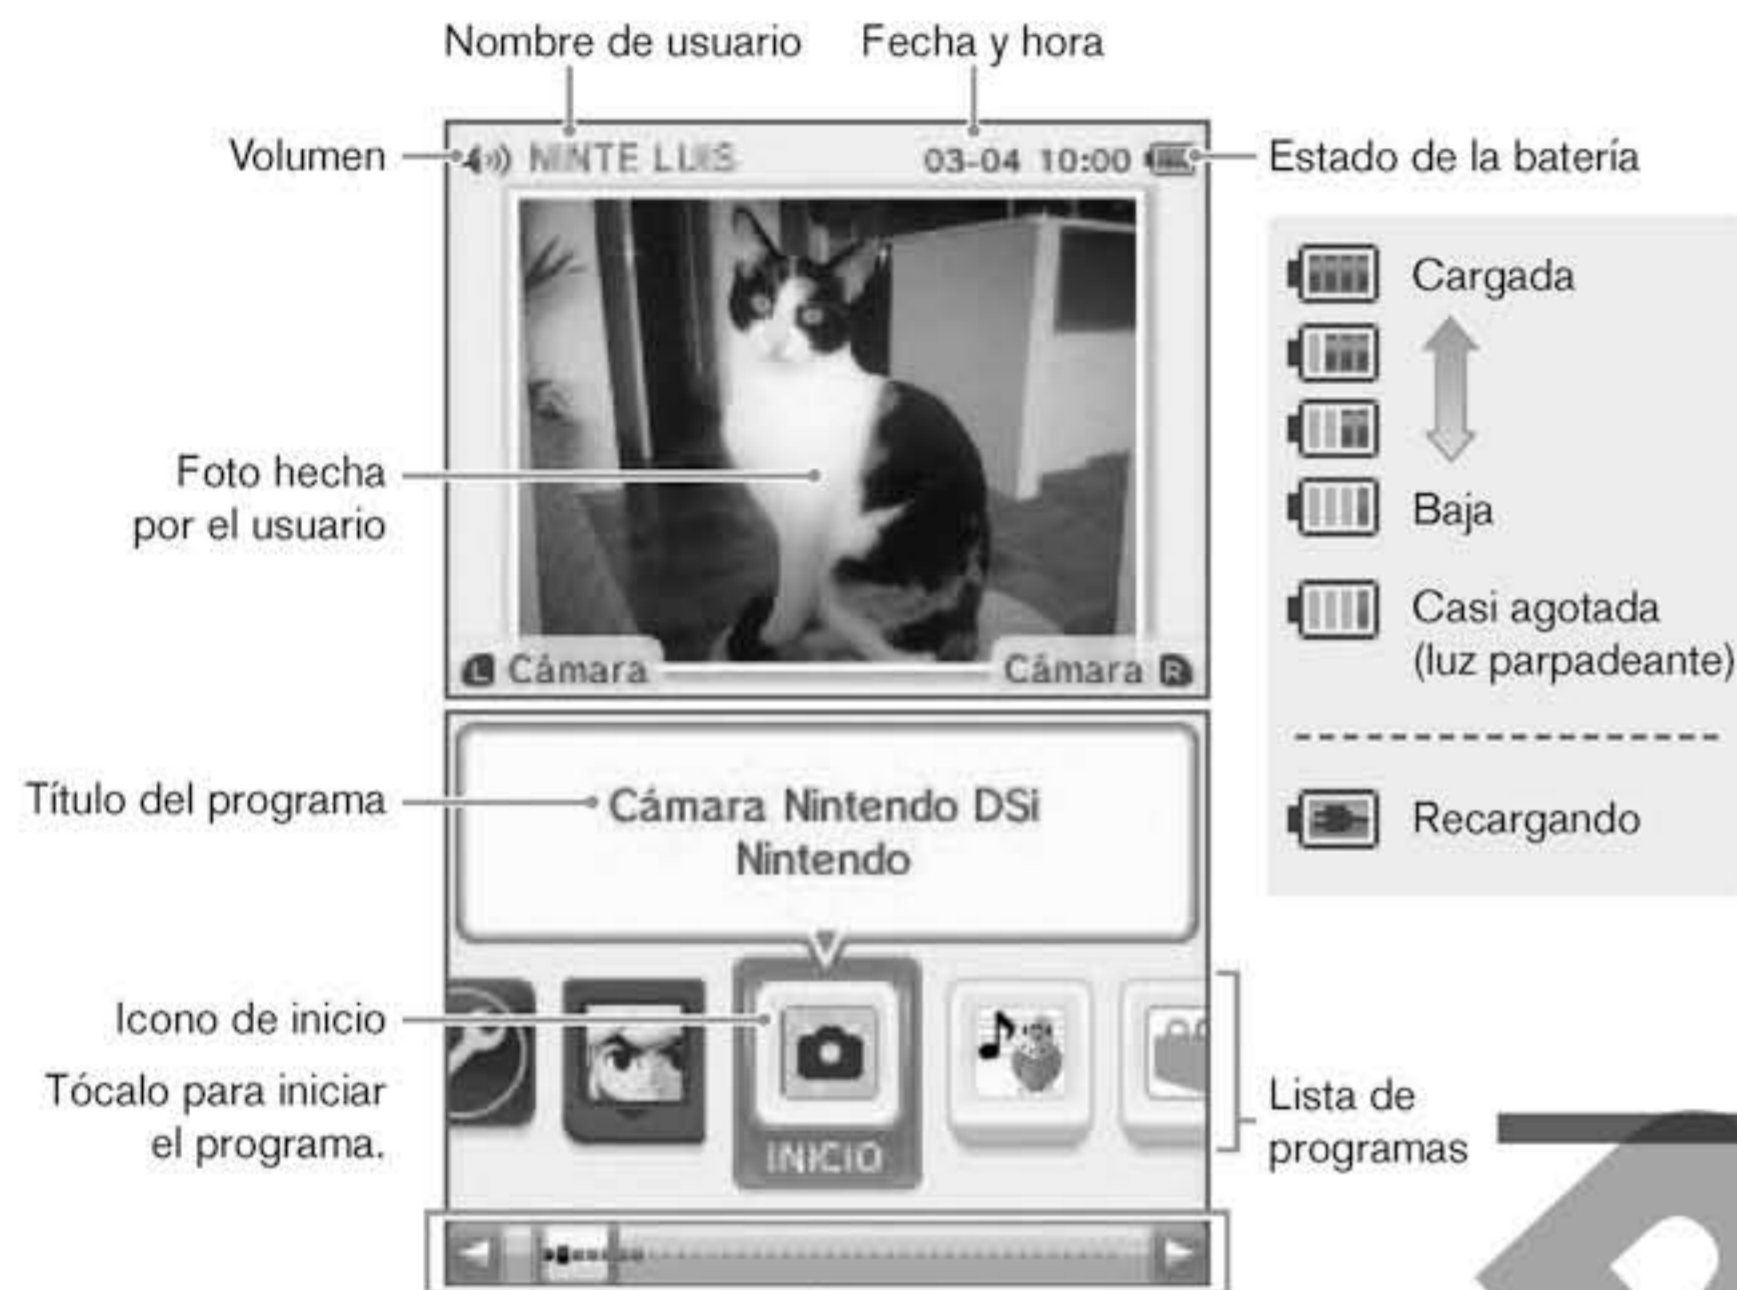 Nombre de usuario
Fecha y hora
Volumen
NINTE LUIS
03-04 10:00
Estado de la batería
Cargada
Foto hecha
por el usuario
Baja
Casi agotada
(luz parpadeante)
L Cámara
Cámara R
Recargando
Título del programa
Cámara Nintendo DSi
Nintendo
Icono de inicio
Tócalo para iniciar
el programa.
INICIO
Lista de
programas